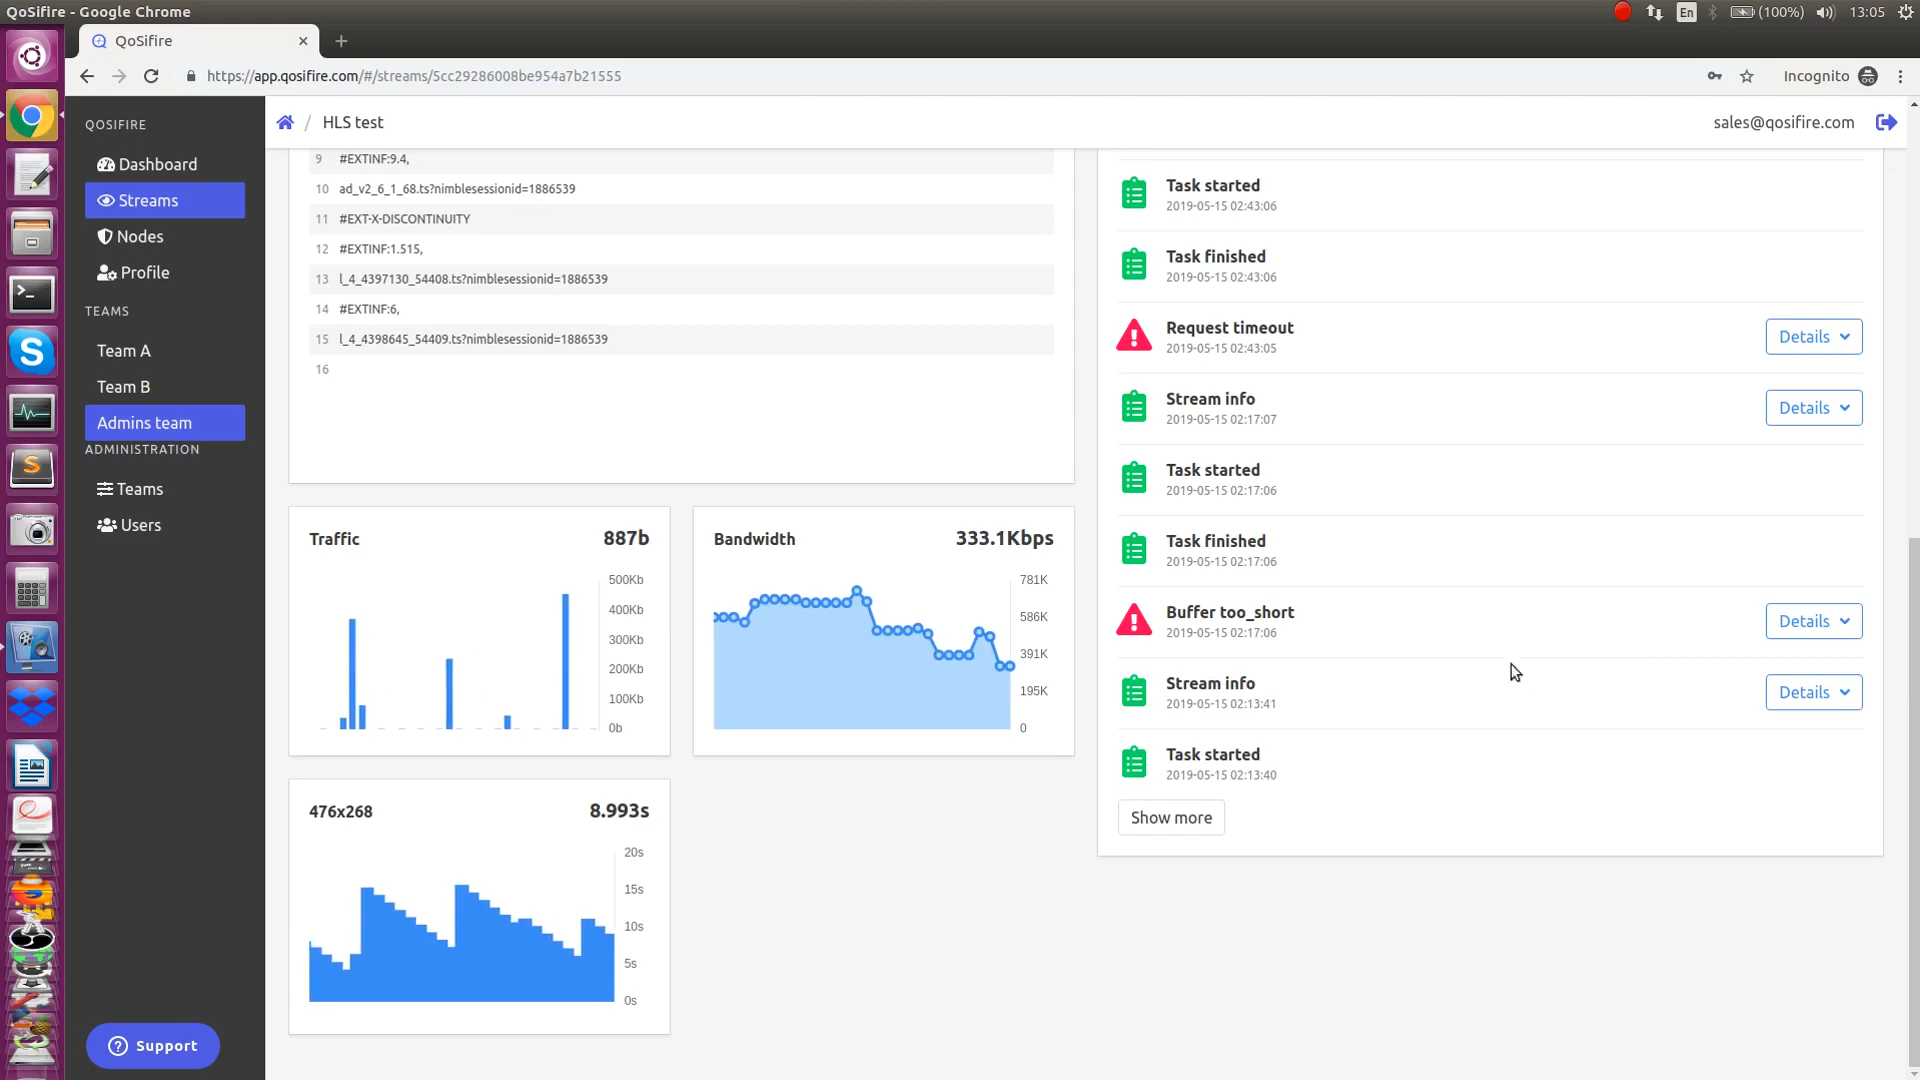 QoSifire - Google Chrome
En
(100%)
13:05
QoSifire
https://app.qosifire.com/#/streams/5cc29286008be954a7b21555
Incognito
QOSIFIRE
Dashboard
Streams
Nodes
Profile
TEAMS
Team A
Team B
Admins team
ADMINISTRATION
Teams
Users
Support
/ HLS test
sales@qosifire.com
9 #EXTINF:9.4,
10 ad_v2_6_1_68.ts?nimblesessionid=1886539
11 #EXT-X-DISCONTINUITY
12 #EXTINF:1.515,
13 l_4_4397130_54408.ts?nimblesessionid=1886539
14 #EXTINF:6,
15 l_4_4398645_54409.ts?nimblesessionid=1886539
16
Traffic 887b
500Kb
400Kb
300Kb
200Kb
100Kb
0b
Bandwidth 333.1Kbps
781K
586K
391K
195K
0
476x268 8.993s
20s
15s
10s
5s
0s
Task started
2019-05-15 02:43:06
Task finished
2019-05-15 02:43:06
Request timeout
2019-05-15 02:43:05
Details
Stream info
2019-05-15 02:17:07
Details
Task started
2019-05-15 02:17:06
Task finished
2019-05-15 02:17:06
Buffer too_short
2019-05-15 02:17:06
Details
Stream info
2019-05-15 02:13:41
Details
Task started
2019-05-15 02:13:40
Show more